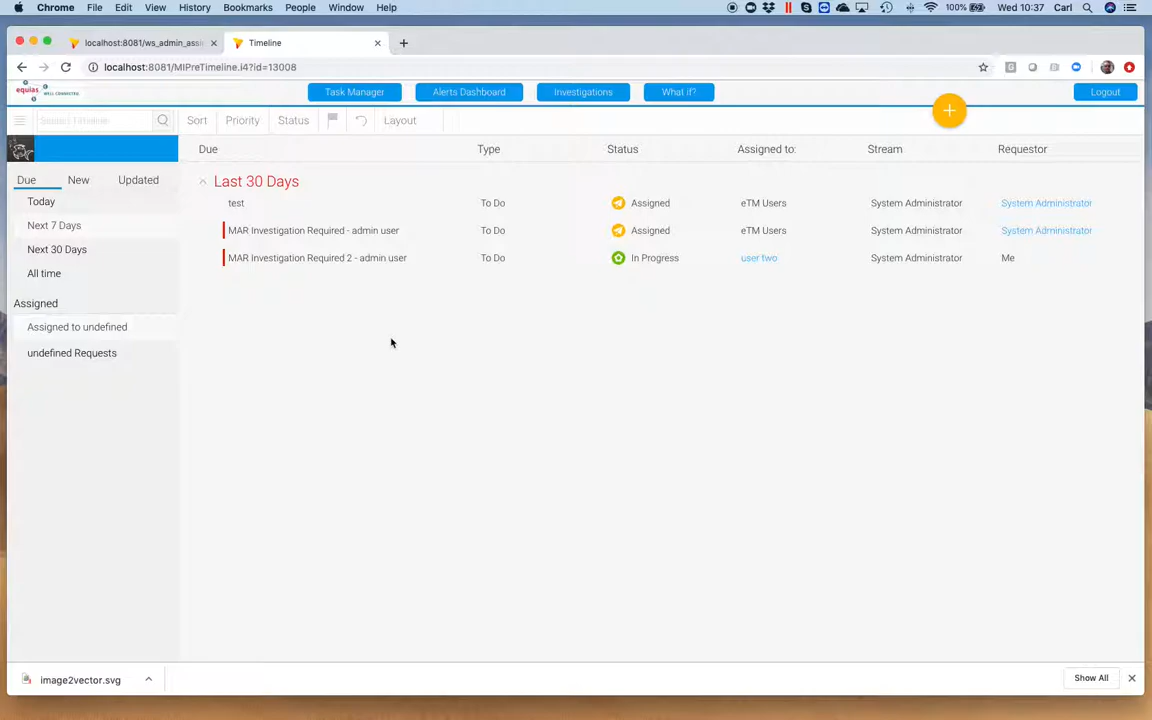 Chrome File Edit View History Bookmarks People Window Help 100% Wed 10:37 Carl
localhost:8081/ws_admin_assi Timeline
localhost:8081/MIPreTimeline.i4?id=13008
equias WELL CONNECTED. Task Manager Alerts Dashboard Investigations What if? Logout
Search Timeline Sort Priority Status Layout +
Due Type Status Assigned to: Stream Requestor
Due New Updated
Last 30 Days
Today
test To Do Assigned eTM Users System Administrator System Administrator
Next 7 Days
MAR Investigation Required - admin user To Do Assigned eTM Users System Administrator System Administrator
Next 30 Days
MAR Investigation Required 2 - admin user To Do In Progress user two System Administrator Me
All time
Assigned
Assigned to undefined
undefined Requests
image2vector.svg Show All